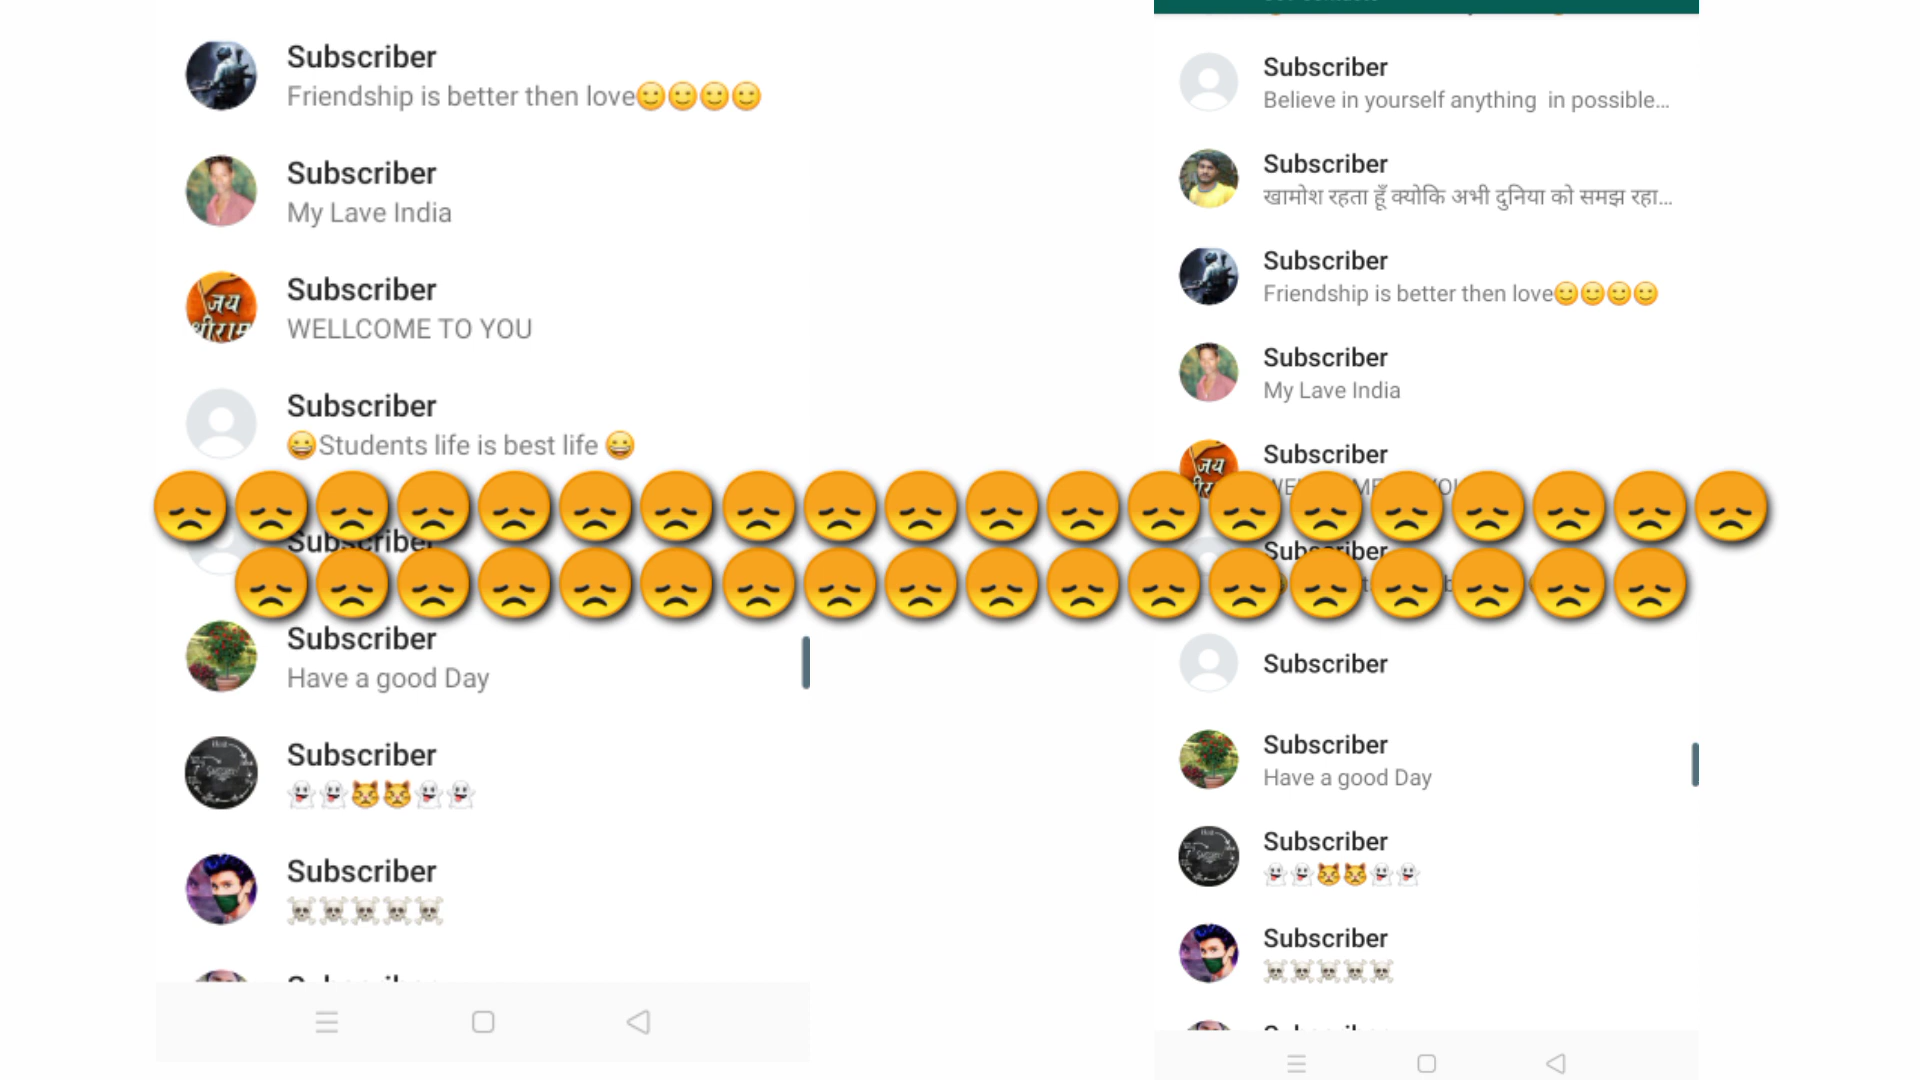 Subscriber
Friendship is better then love🙂🙂🙂🙂
Subscriber
My Lave India
जय
श्रीराम
Subscriber
WELLCOME TO YOU
Subscriber
😀Students life is best life 😀
Subscriber
Subscriber
Have a good Day
Subscriber
👻👻😾😾👻👻
Subscriber
☠☠☠☠☠
Subscriber
Believe in yourself anything  in possible...
Subscriber
खामोश रहता हूँ क्योकि अभी दुनिया को समझ रहा...
Subscriber
Friendship is better then love🙂🙂🙂🙂
Subscriber
My Lave India
जय
Subscriber
Subscriber
Subscriber
Subscriber
Have a good Day
Subscriber
👻👻😾😾👻👻
Subscriber
☠☠☠☠☠